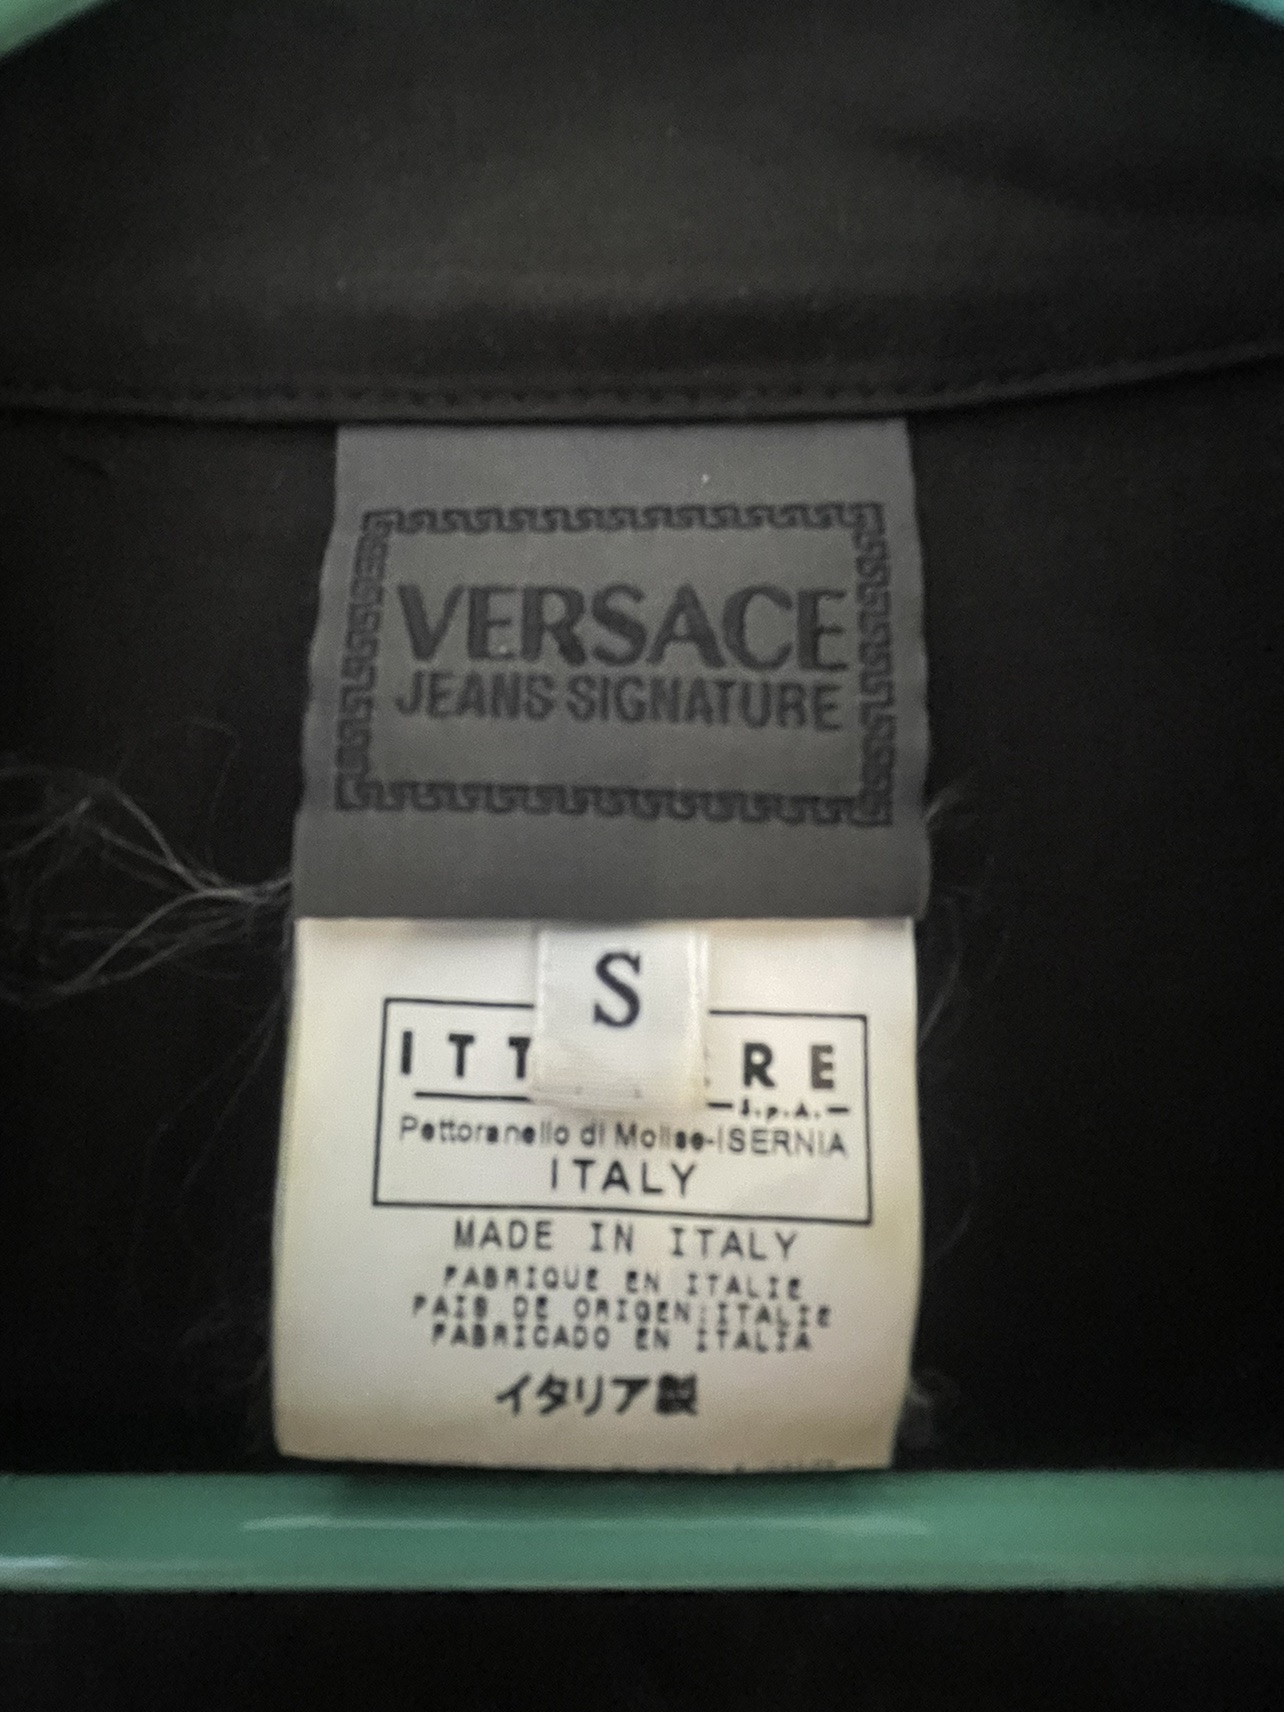 VERSACE
JEANS SIGNATURE
S
ITT RE
S.p.A.
Pettoranello di Molise-ISERNIA
ITALY
MADE IN ITALY
FABRIQUE EN ITALIE
PAIS DE ORIGEN:ITALIE
FABRICADO EN ITALIA
イタリア製